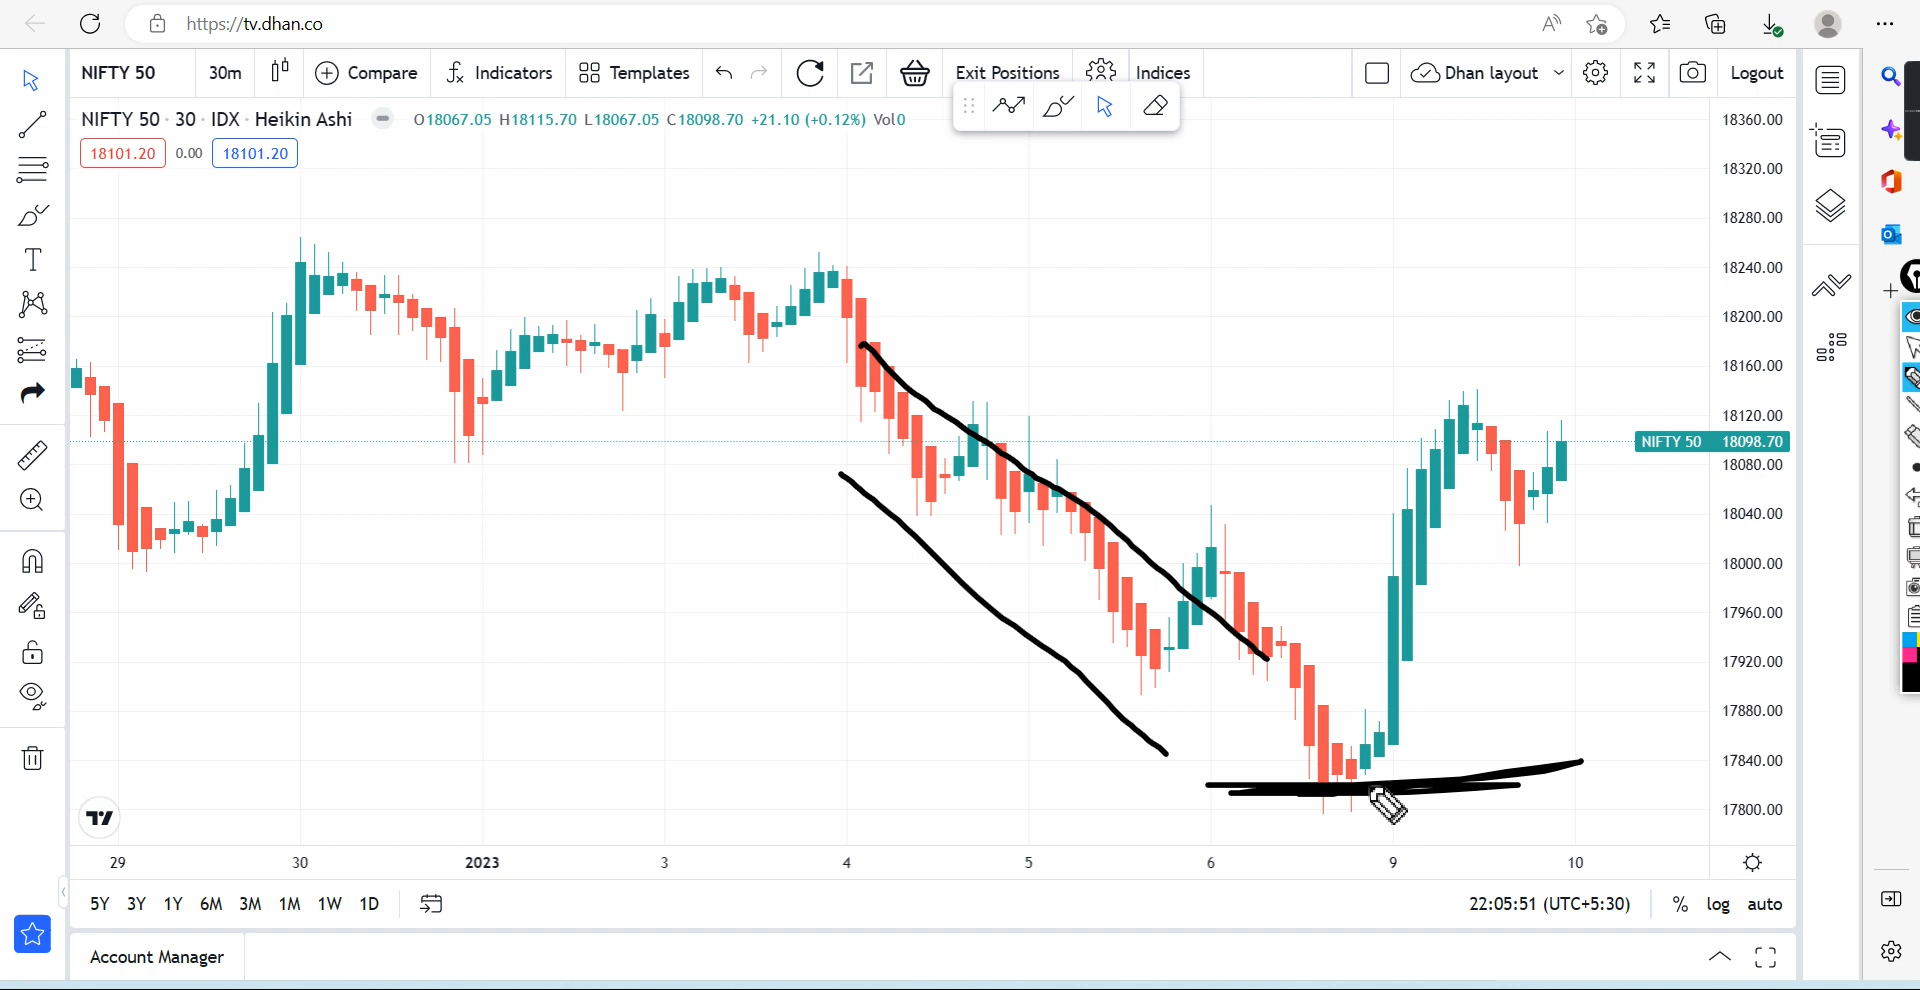 https://tv.dhan.co
NIFTY 50
30m
Compare
Indicators
Templates
Exit Positions
Indices
Dhan layout
Logout
NIFTY 50 · 30 · IDX · Heikin Ashi
O18067.05 H18115.70 L18067.05 C18098.70 +21.10 (+0.12%) Vol0
18101.20 0.00 18101.20
18360.00
18320.00
18280.00
18240.00
18200.00
18160.00
18120.00
NIFTY 50 18098.70
18080.00
18040.00
18000.00
17960.00
17920.00
17880.00
17840.00
17800.00
29 30 2023 3 4 5 6 9 10
5Y 3Y 1Y 6M 3M 1M 1W 1D
22:05:51 (UTC+5:30)
% log auto
Account Manager